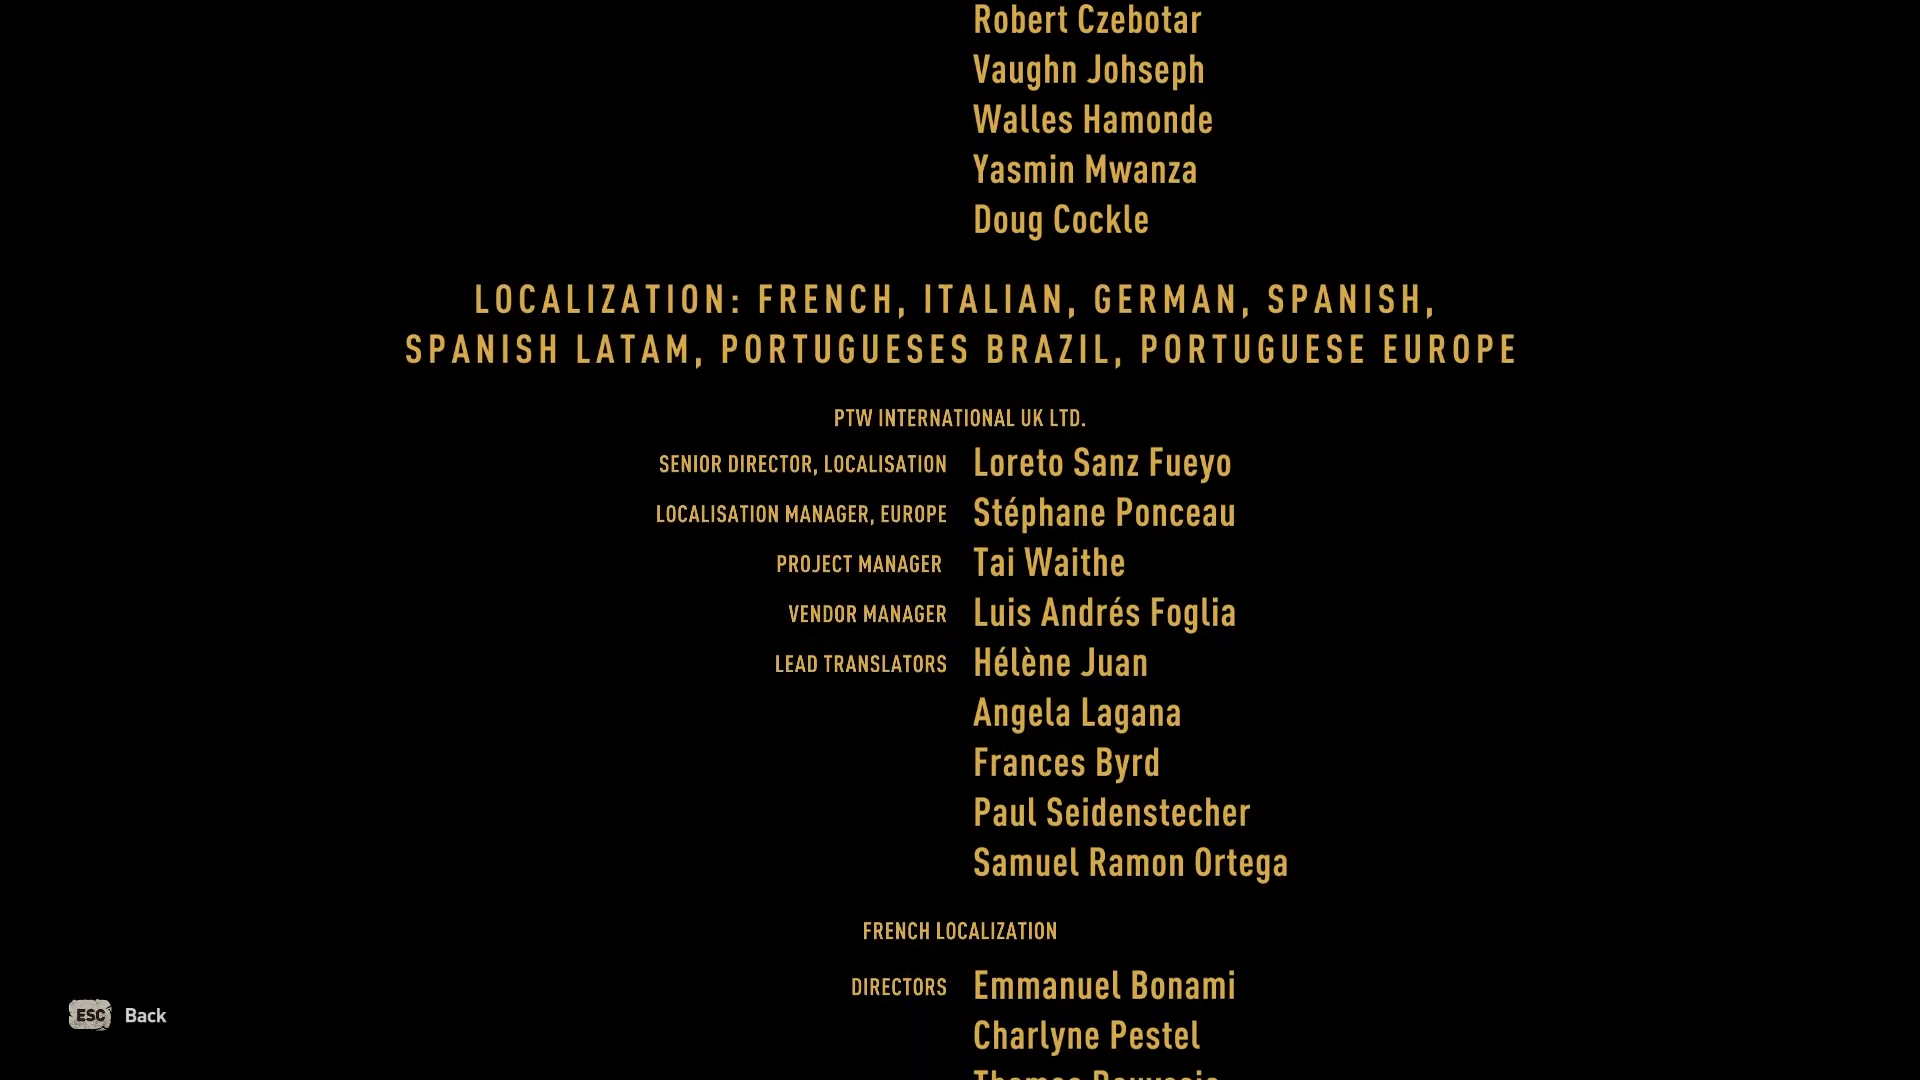 Robert Czebotar
Vaughn Johseph
Walles Hamonde
Yasmin Mwanza
Doug Cockle
LOCALIZATION: FRENCH, ITALIAN, GERMAN, SPANISH,
SPANISH LATAM, PORTUGUESES BRAZIL, PORTUGUESE EUROPE
PTW INTERNATIONAL UK LTD.
SENIOR DIRECTOR, LOCALISATION Loreto Sanz Fueyo
LOCALISATION MANAGER, EUROPE Stéphane Ponceau
PROJECT MANAGER Tai Waithe
VENDOR MANAGER Luis Andrés Foglia
LEAD TRANSLATORS Hélène Juan
Angela Lagana
Frances Byrd
Paul Seidenstecher
Samuel Ramon Ortega
FRENCH LOCALIZATION
DIRECTORS Emmanuel Bonami
ESC Back
Charlyne Pestel